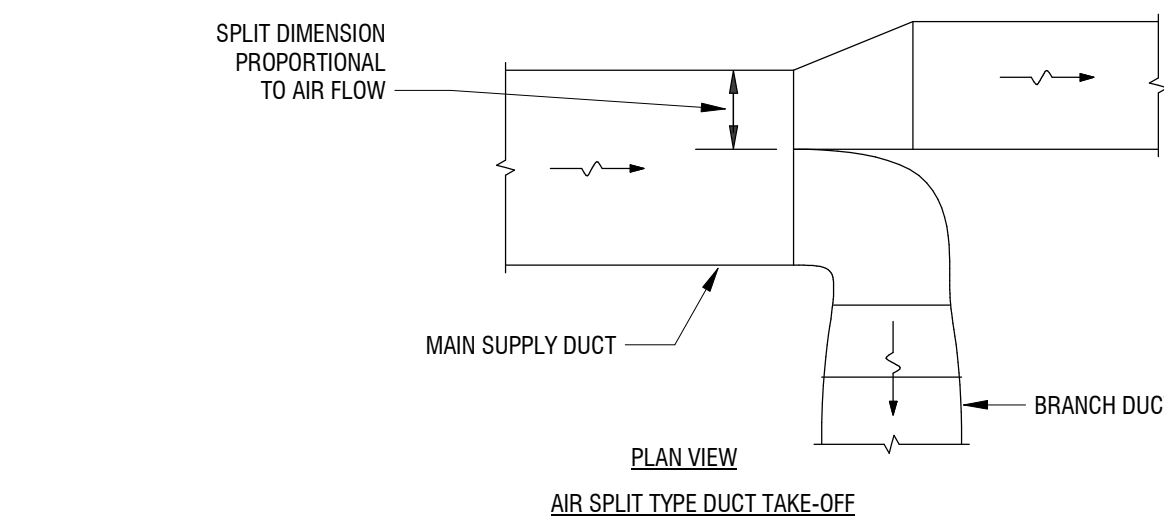 SPLIT DIMENSION
PROPORTIONAL
TO AIR FLOW
MAIN SUPPLY DUCT
BRANCH DUC
PLAN VIEW
AIR SPLIT TYPE DUCT TAKE-OFF